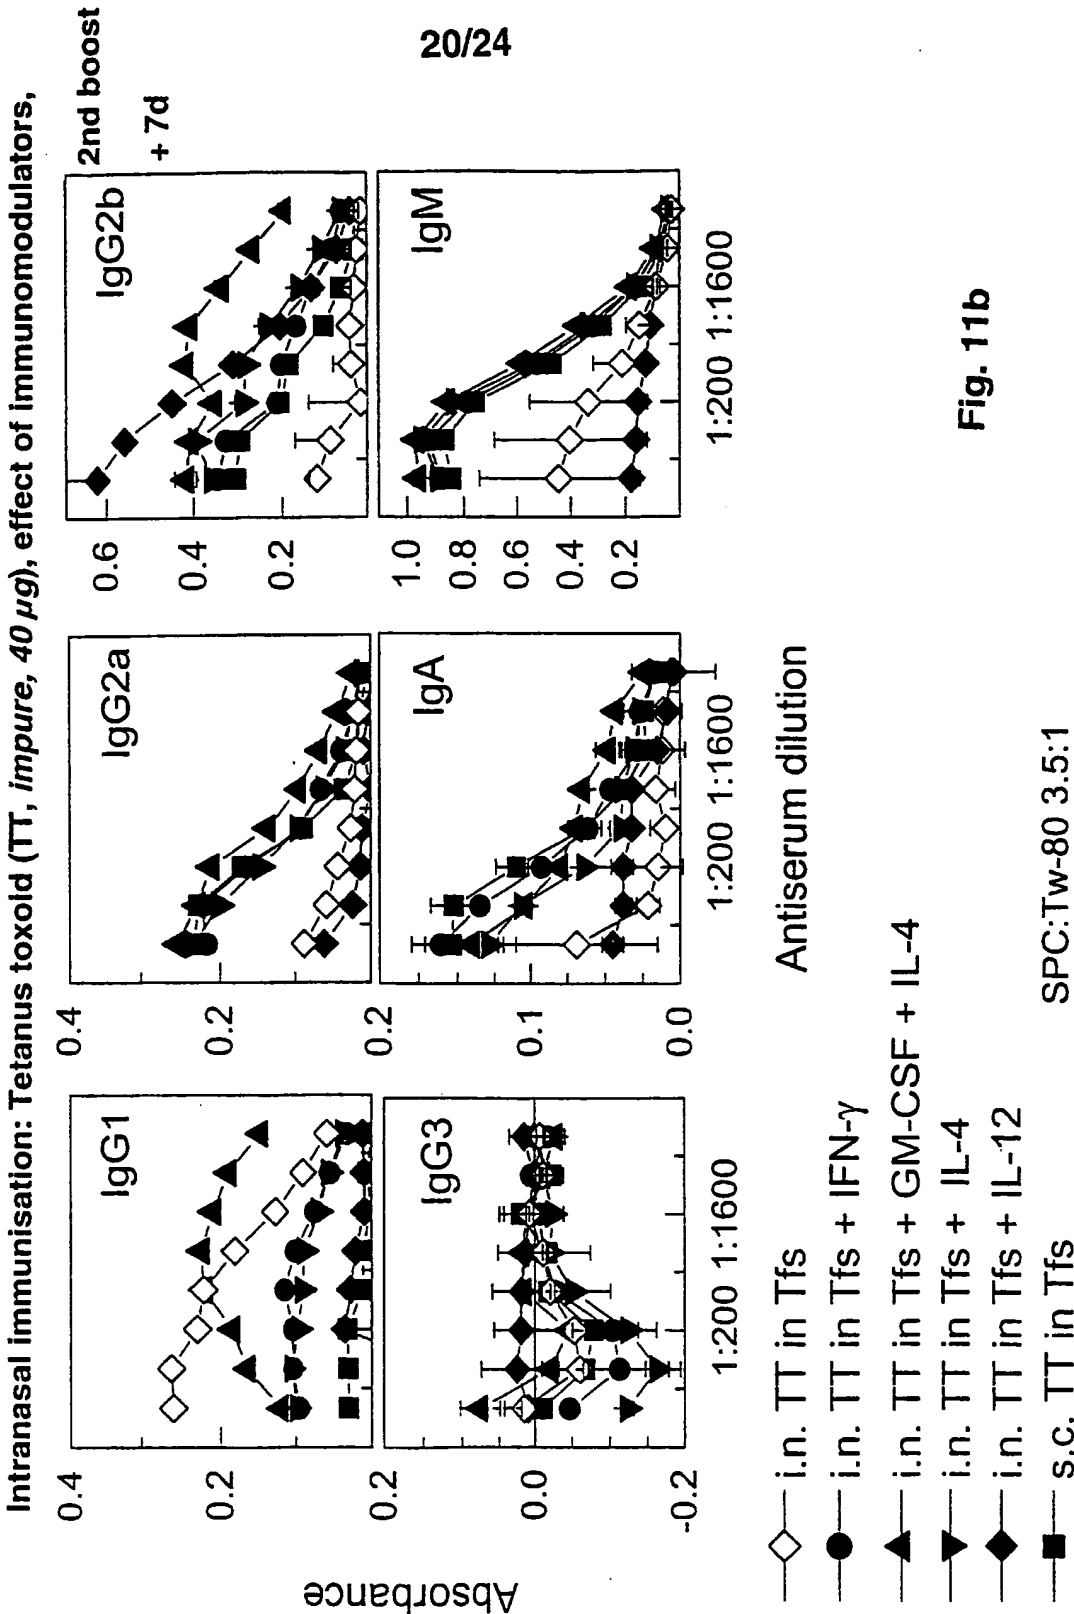 20/24
Intranasal immunisation: Tetanus toxoid (TT, impure, 40 µg), effect of immunomodulators,
2nd boost
+ 7d
Absorbance
0.4
0.2
IgG1
0.4
0.2
IgG2a
0.6
0.4
0.2
IgG2b
0.2
0.0
-0.2
IgG3
1:200 1:1600
0.2
0.1
0.0
IgA
1:200 1:1600
1.0
0.8
0.6
0.4
0.2
IgM
1:200 1:1600
Antiserum dilution
i.n. TT in Tfs
i.n. TT in Tfs + IFN-γ
i.n. TT in Tfs + GM-CSF + IL-4
i.n. TT in Tfs + IL-4
i.n. TT in Tfs + IL-12
s.c. TT in Tfs
SPC:Tw-80 3.5:1
Fig. 11b